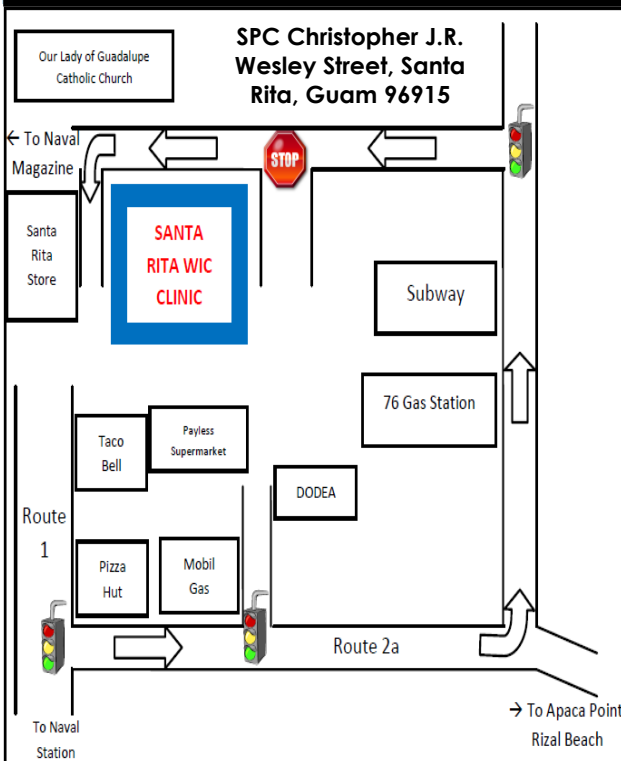 SPC Christopher J.R.
Wesley Street, Santa
Rita, Guam 96915
Our Lady of Guadalupe
Catholic Church
← To Naval
Magazine
STOP
Santa
Rita
Store
SANTA
RITA WIC
CLINIC
Subway
76 Gas Station
Taco
Bell
Payless
Supermarket
DODEA
Route
1
Pizza
Hut
Mobil
Gas
Route 2a
To Naval
Station
→ To Apaca Point
Rizal Beach